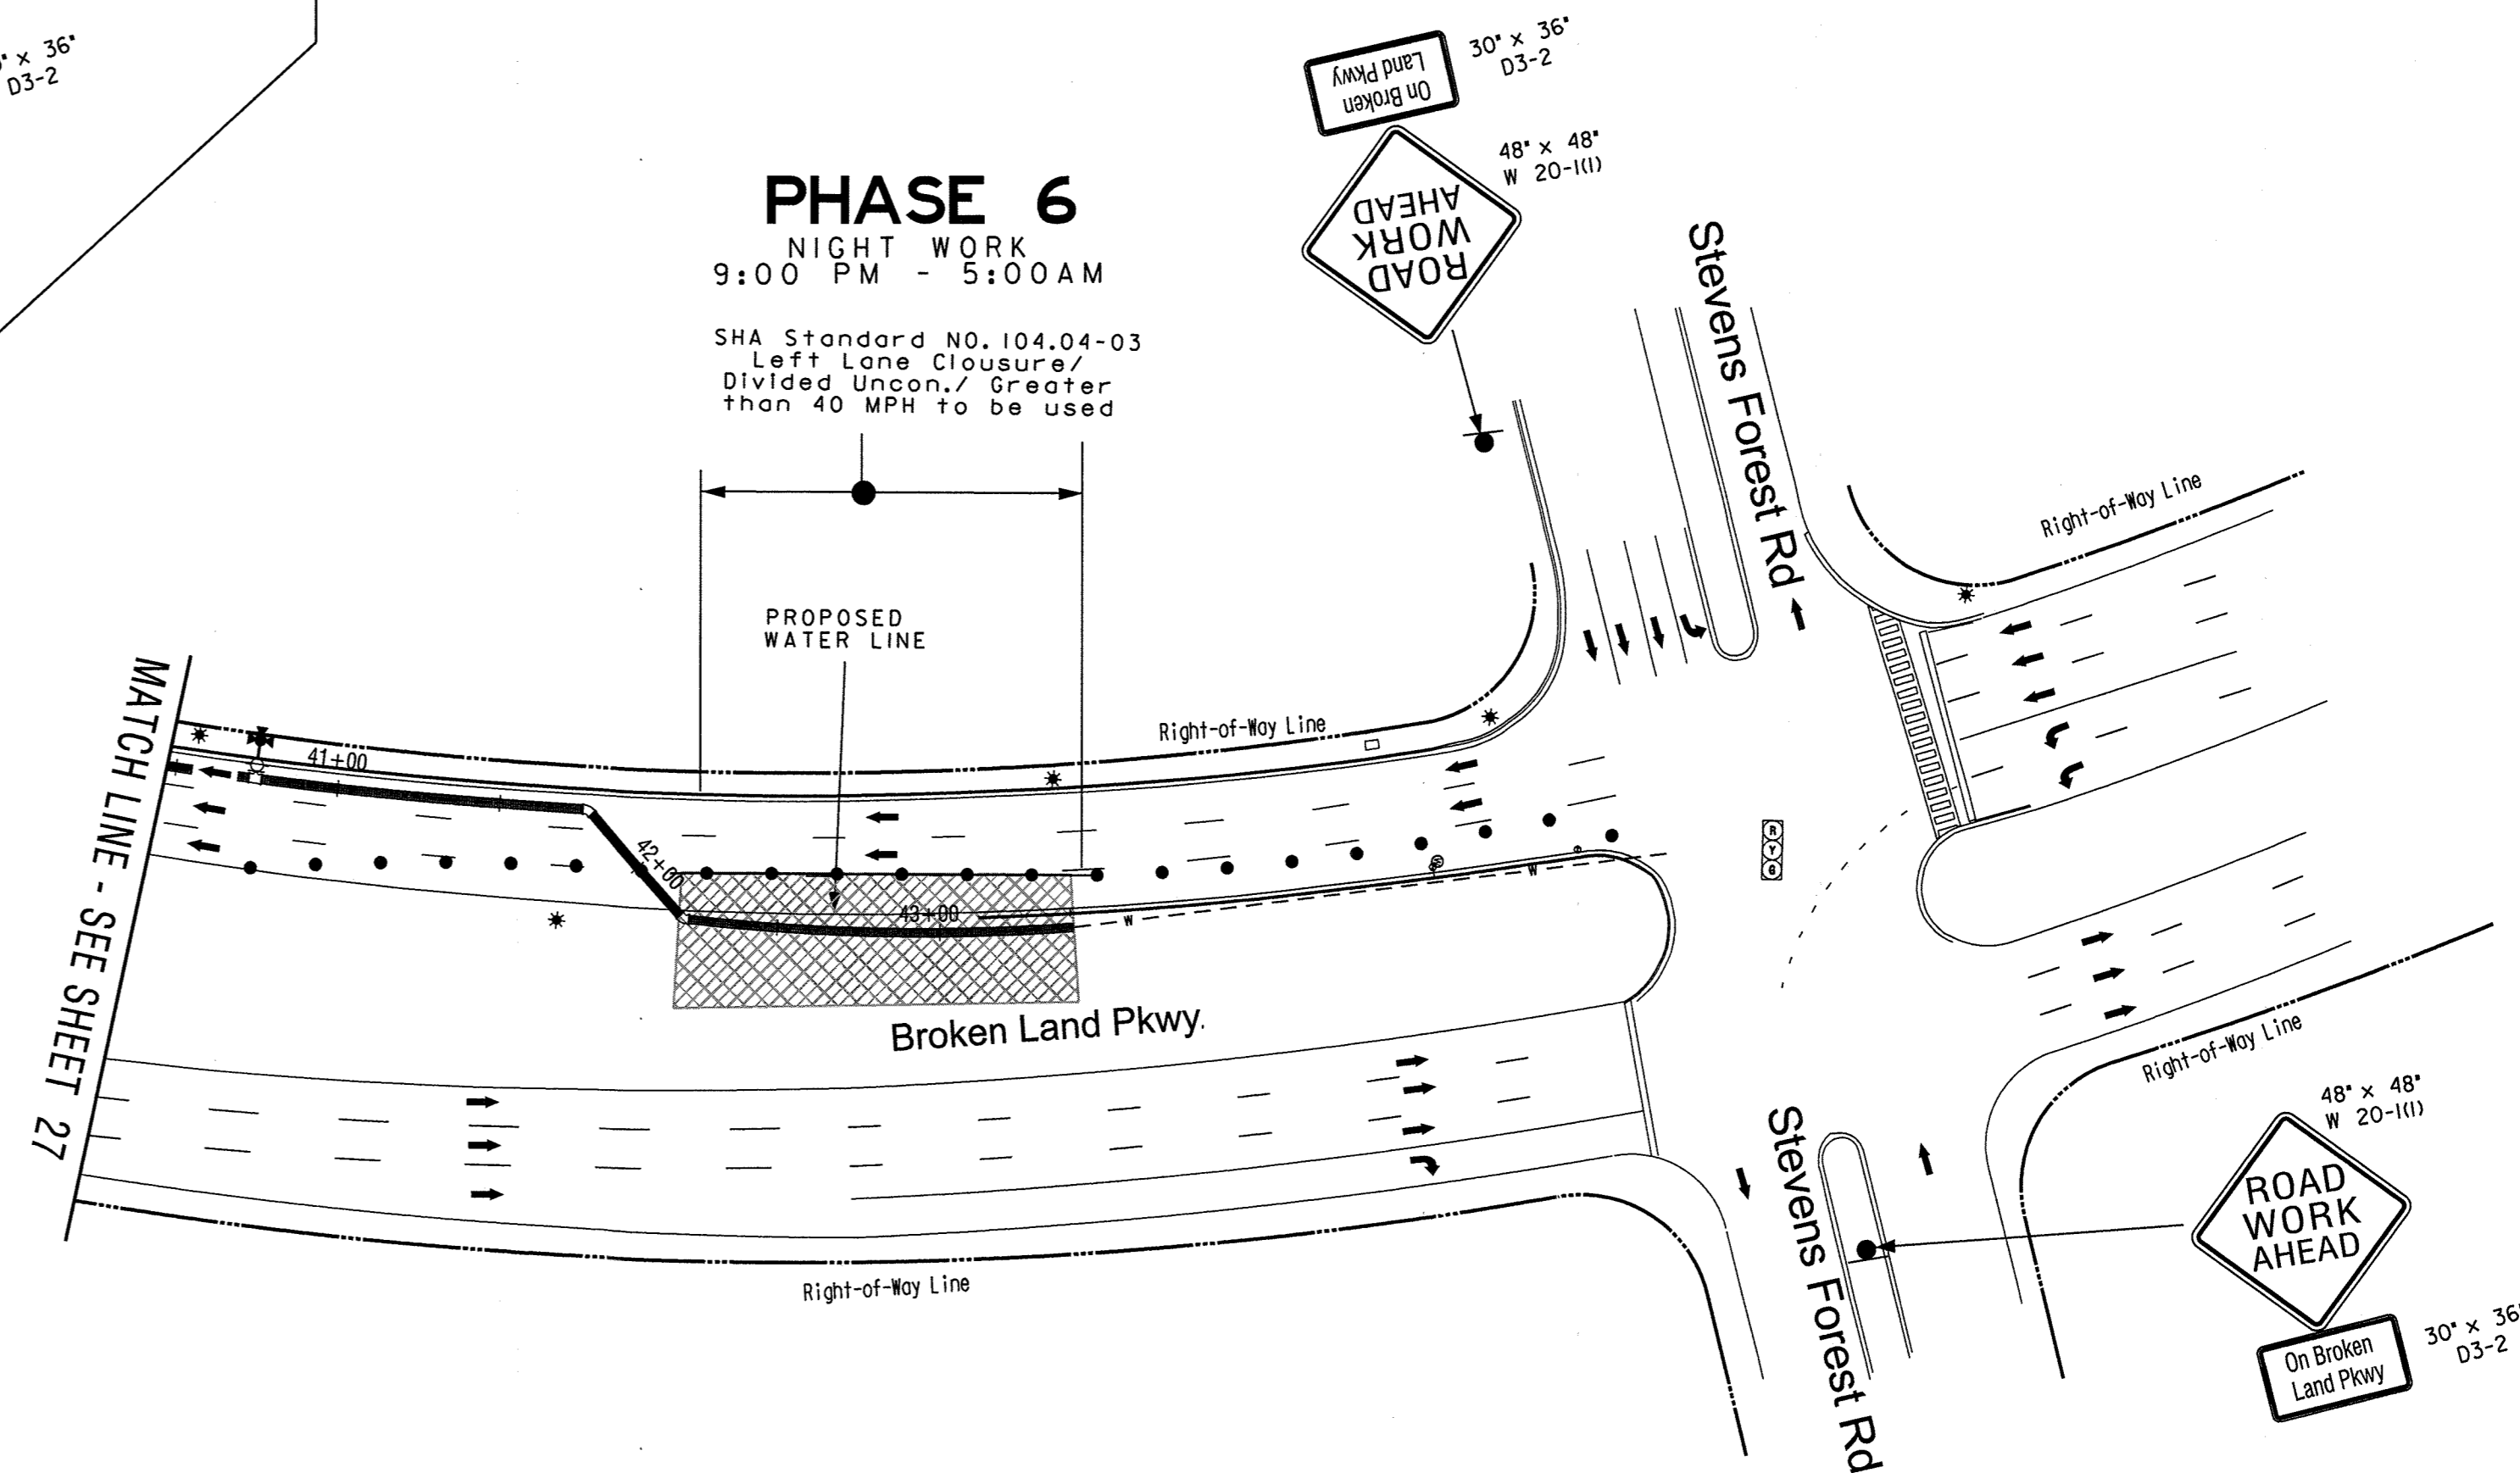 " x 36"
D3-2
On Broken
Land Pkwy
30" x 36"
D3-2
ROAD
WORK
AHEAD
48" x 48"
W 20-1(1)
PHASE 6
NIGHT WORK
9:00 PM - 5:00AM
SHA Standard NO. 104.04-03
Left Lane Clousure/
Divided Uncon./ Greater
than 40 MPH to be used
Stevens Forest Rd
Right-of-Way Line
PROPOSED
WATER LINE
MATCH LINE - SEE SHEET 27
Right-of-Way Line
41+00
42+00
43+00
W
W
R
Y
G
Broken Land Pkwy.
Right-of-Way Line
Stevens Forest Rd
48" x 48"
W 20-1(1)
ROAD
WORK
AHEAD
On Broken
Land Pkwy
30" x 36"
D3-2
Right-of-Way Line